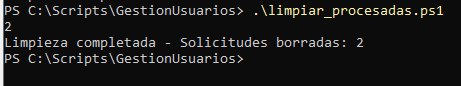 PS C:\Scripts\GestionUsuarios> .\limpiar_procesadas.ps1
2
Limpieza completada - Solicitudes borradas: 2
PS C:\Scripts\GestionUsuarios>